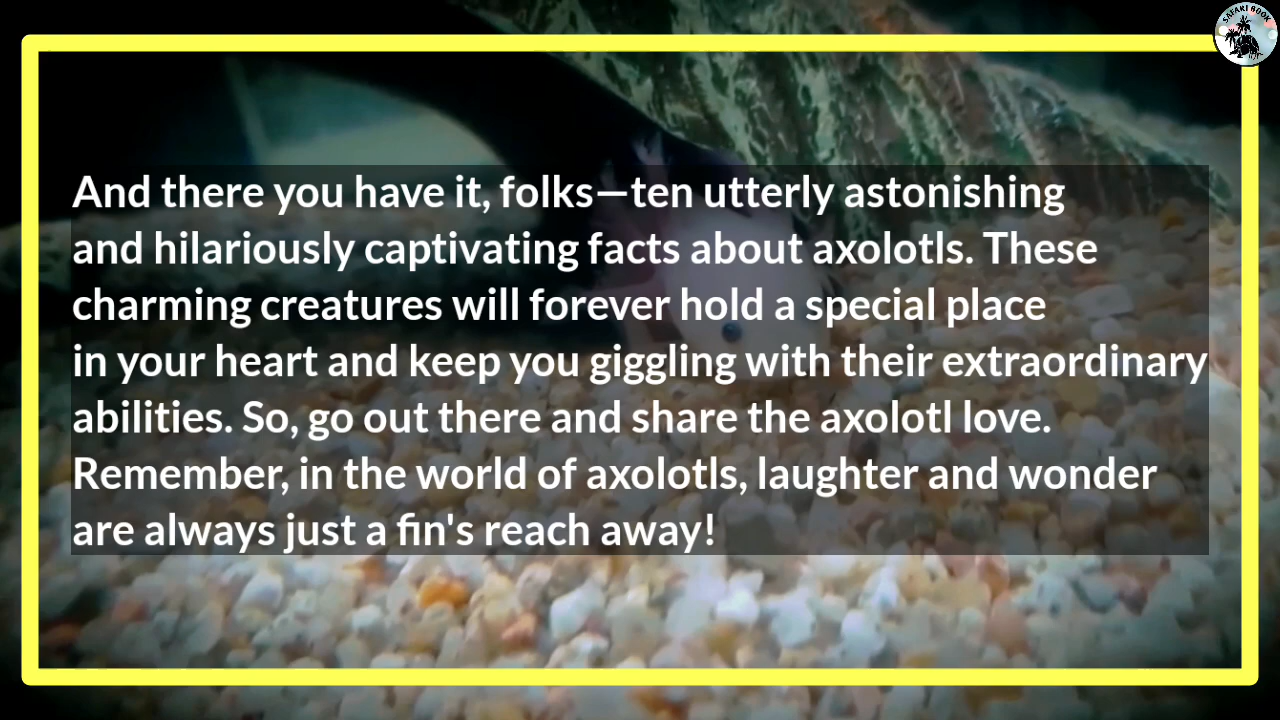 SAFARI BOOK
And there you have it, folks—ten utterly astonishing
and hilariously captivating facts about axolotls. These
charming creatures will forever hold a special place
in your heart and keep you giggling with their extraordinary
abilities. So, go out there and share the axolotl love.
Remember, in the world of axolotls, laughter and wonder
are always just a fin's reach away!